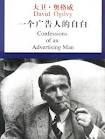 大卫·奥格威
David Ogilvy
一个广告人的自白
Confessions
of an
Advertising Man